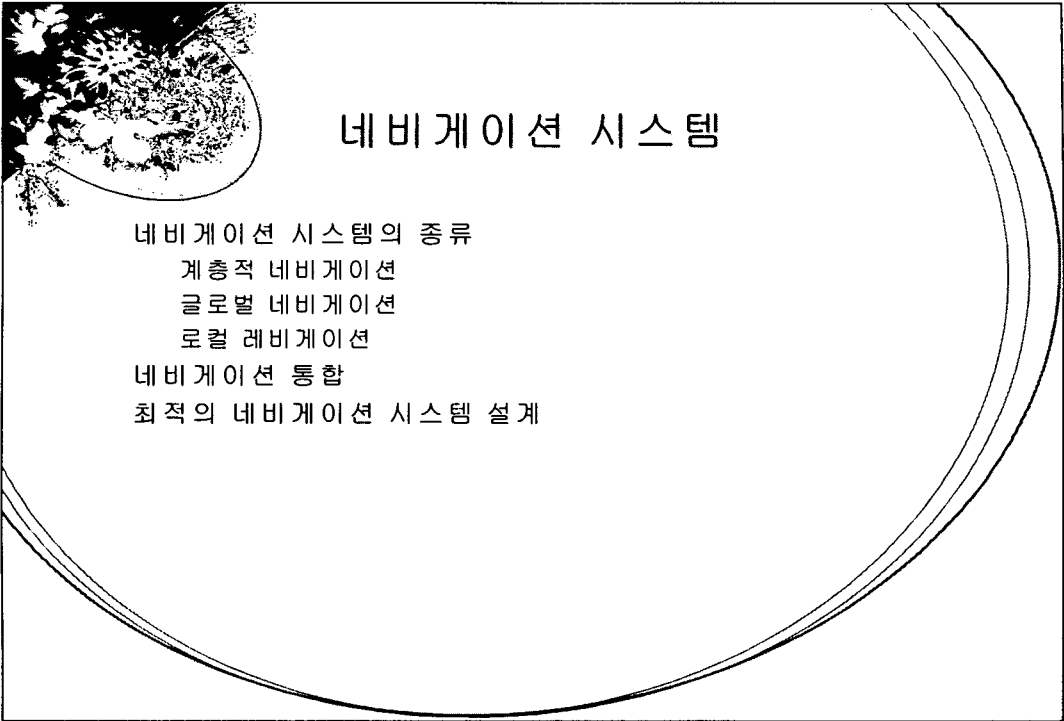 네비게이션 시스템
네비게이션 시스템의 종류
계층적 네비게이션
글로벌 네비게이션
로컬 레비게이션
네비게이션 통합
최적의 네비게이션 시스템 설계